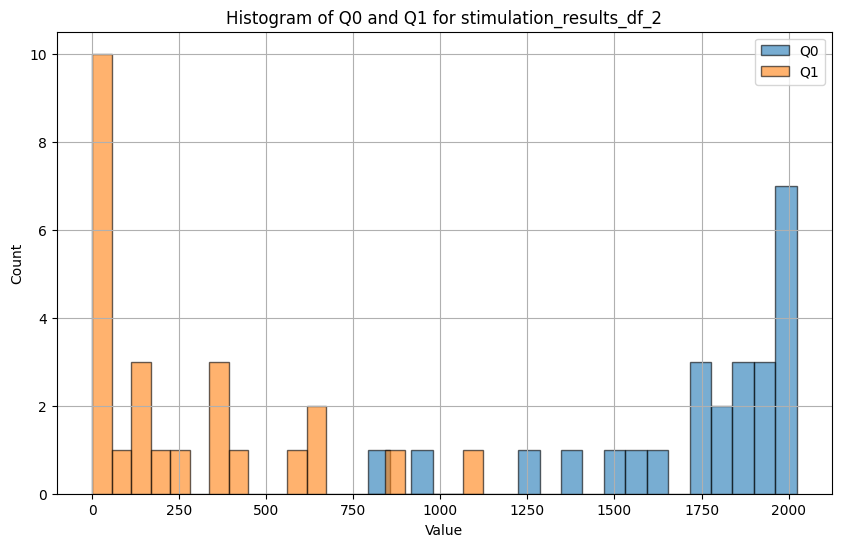 Histogram of Q0 and Q1 for stimulation_results_df_2
Q0
Q1
10
8
6
4
2
0
Count
0 250 500 750 1000 1250 1500 1750 2000
Value